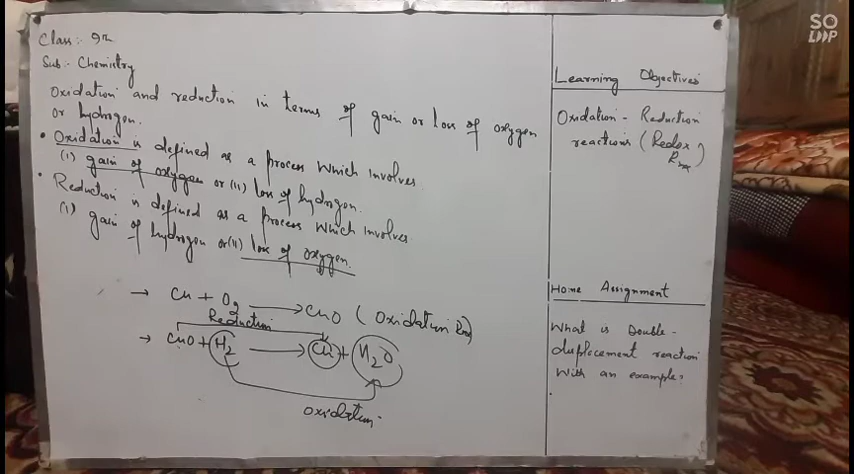 Class:- 9th
Sub:- Chemistry
Oxidation and reduction in terms of gain or loss of oxygen
or hydrogen.
• Oxidation is defined as a process which involves
(i) gain of oxygen or (ii) loss of hydrogen.
• Reduction is defined as a process which involves
(i) gain of hydrogen or (ii) loss of oxygen.
→ Cu + O2 → CuO (Oxidation Rxn)
Reduction
→ CuO + H2 → Cu + H2O
Oxidation.
Learning Objectives
Oxidation - Reduction
reactions (Redox
Rxn)
Home Assignment
What is Double-
displacement reaction
With an example?
SO
LOOP